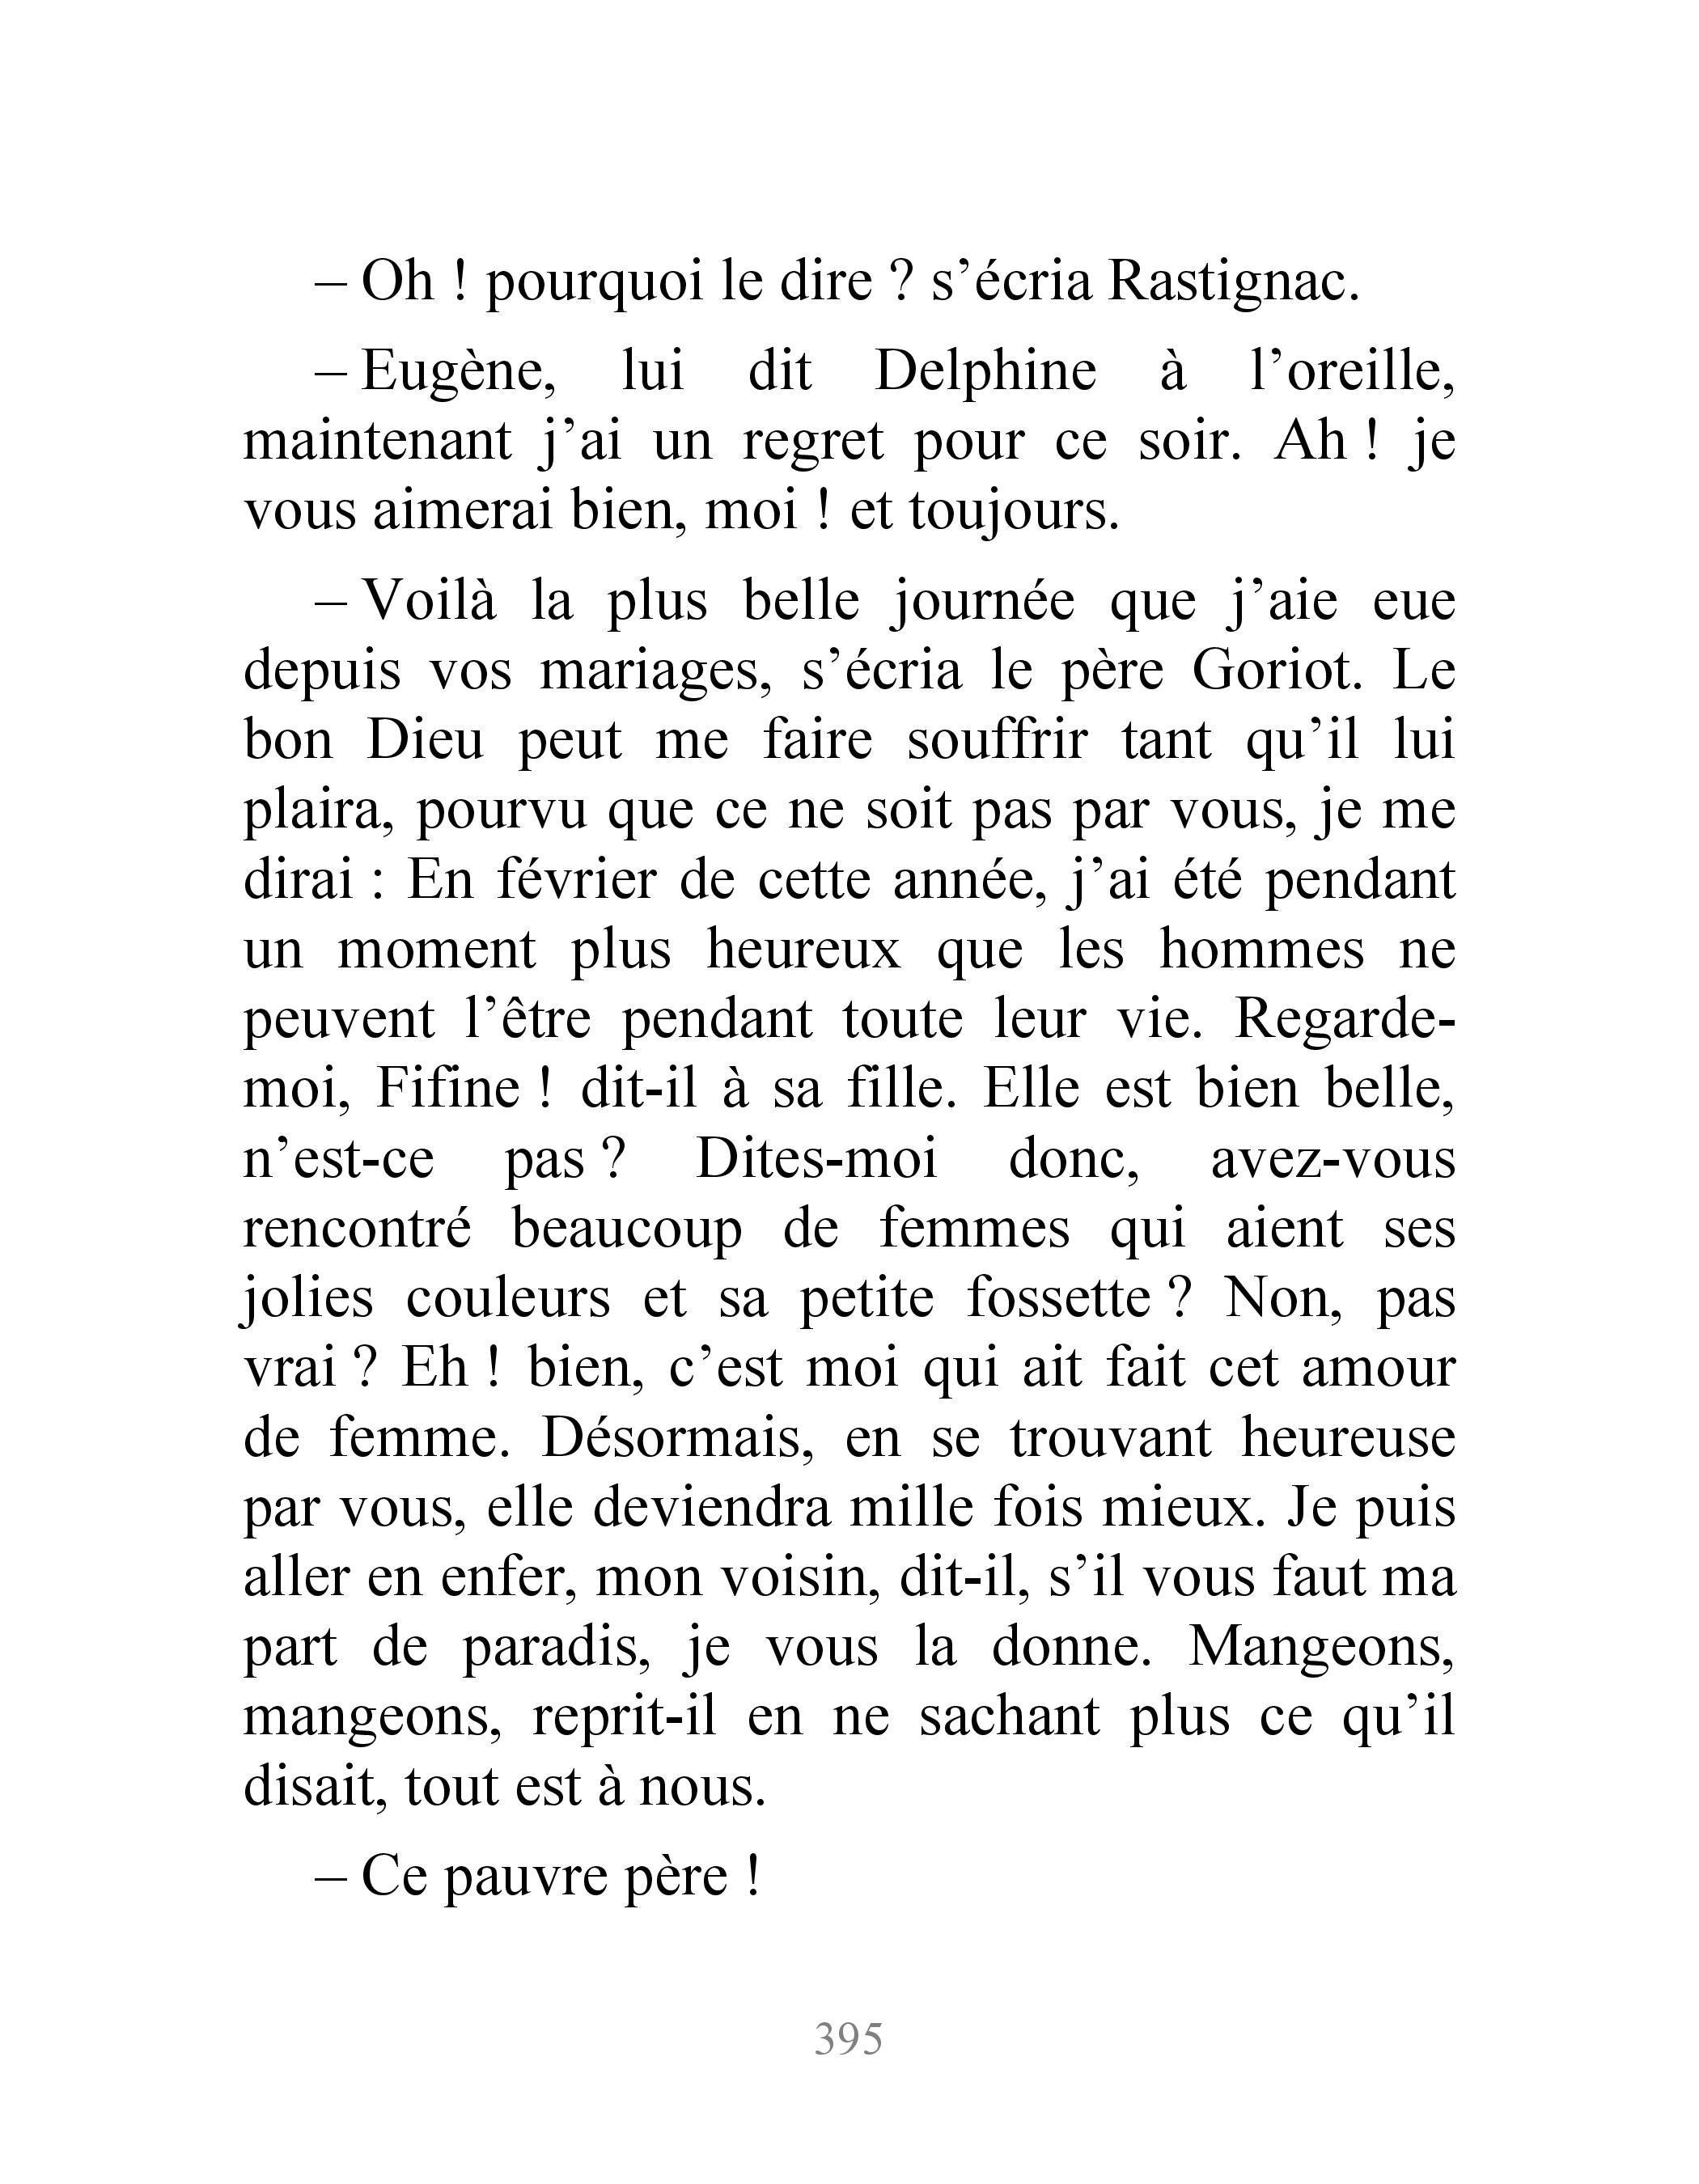 – Oh ! pourquoi le dire ? s’écria Rastignac.
– Eugène, lui dit Delphine à l’oreille,
maintenant j’ai un regret pour ce soir. Ah ! je
vous aimerai bien, moi ! et toujours.
– Voilà la plus belle journée que j’aie eue
depuis vos mariages, s’écria le père Goriot. Le
bon Dieu peut me faire souffrir tant qu’il lui
plaira, pourvu que ce ne soit pas par vous, je me
dirai : En février de cette année, j’ai été pendant
un moment plus heureux que les hommes ne
peuvent l’être pendant toute leur vie. Regarde-
moi, Fifine ! dit-il à sa fille. Elle est bien belle,
n’est-ce pas ? Dites-moi donc, avez-vous
rencontré beaucoup de femmes qui aient ses
jolies couleurs et sa petite fossette ? Non, pas
vrai ? Eh ! bien, c’est moi qui ait fait cet amour
de femme. Désormais, en se trouvant heureuse
par vous, elle deviendra mille fois mieux. Je puis
aller en enfer, mon voisin, dit-il, s’il vous faut ma
part de paradis, je vous la donne. Mangeons,
mangeons, reprit-il en ne sachant plus ce qu’il
disait, tout est à nous.
– Ce pauvre père !
395